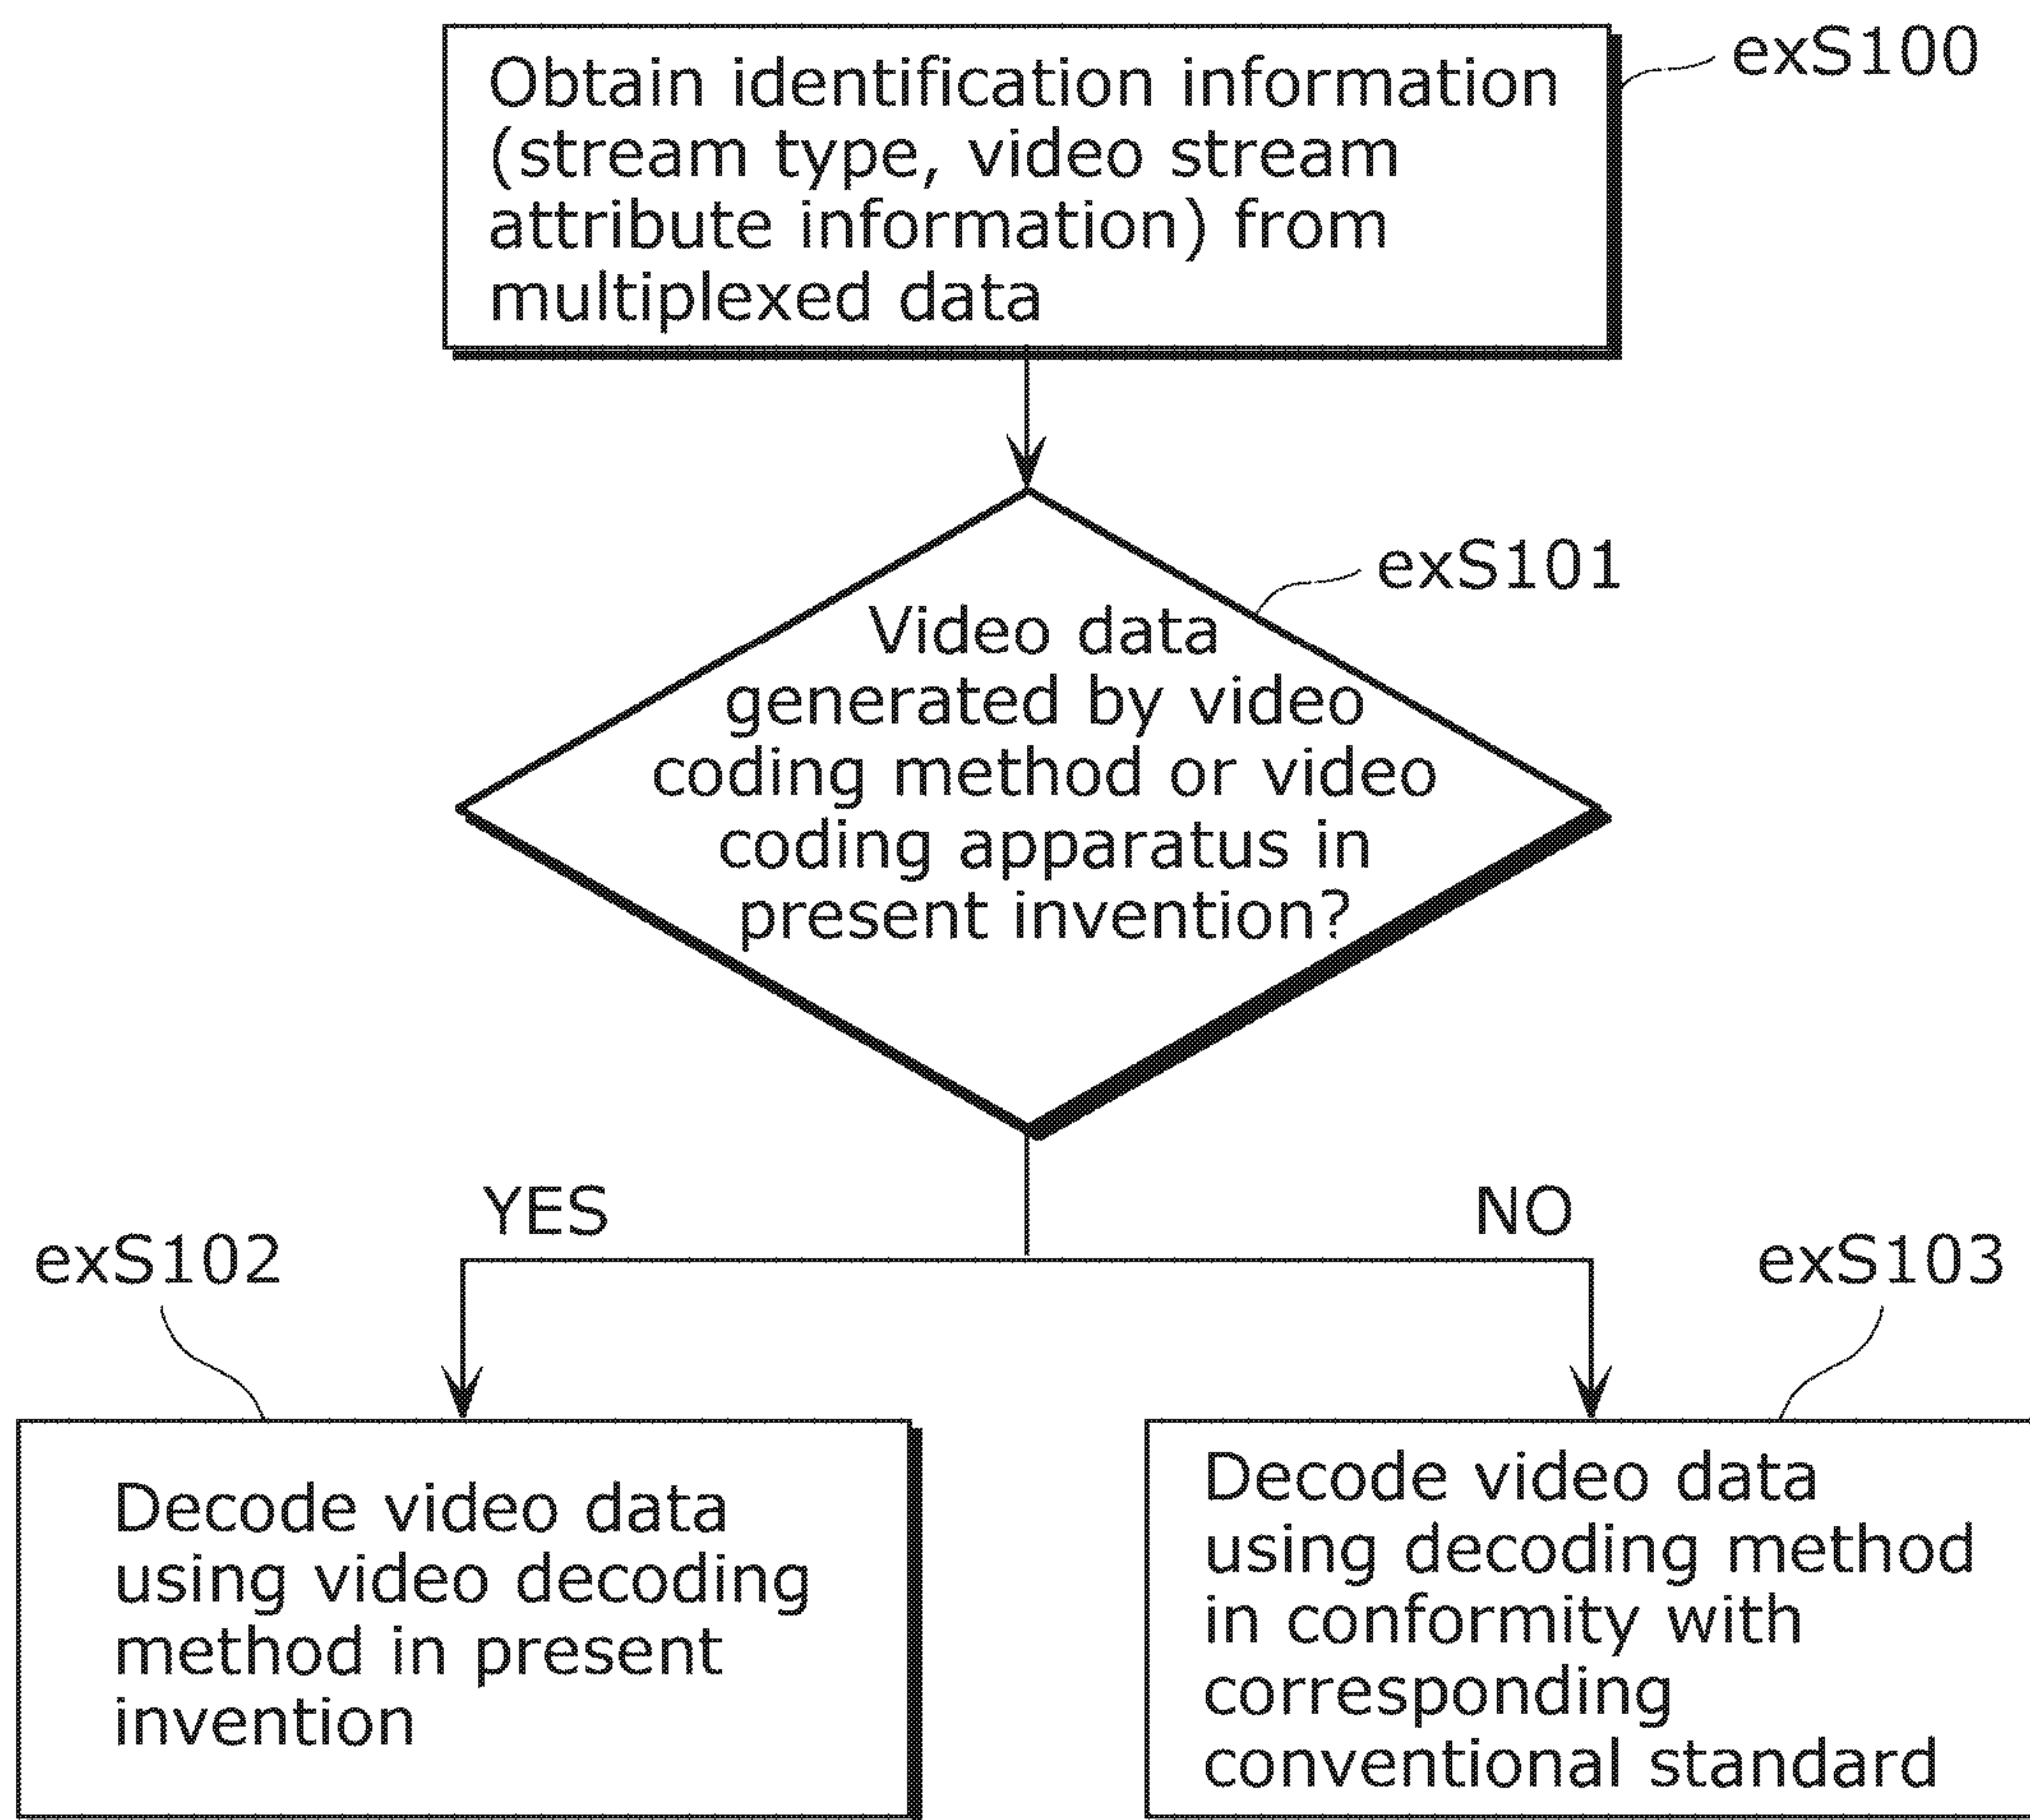 Obtain identification information
(stream type, video stream
attribute information) from
multiplexed data
exS100
exS101
Video data
generated by video
coding method or video
coding apparatus in
present invention?
YES
NO
exS102
exS103
Decode video data
using video decoding
method in present
invention
Decode video data
using decoding method
in conformity with
corresponding
conventional standard